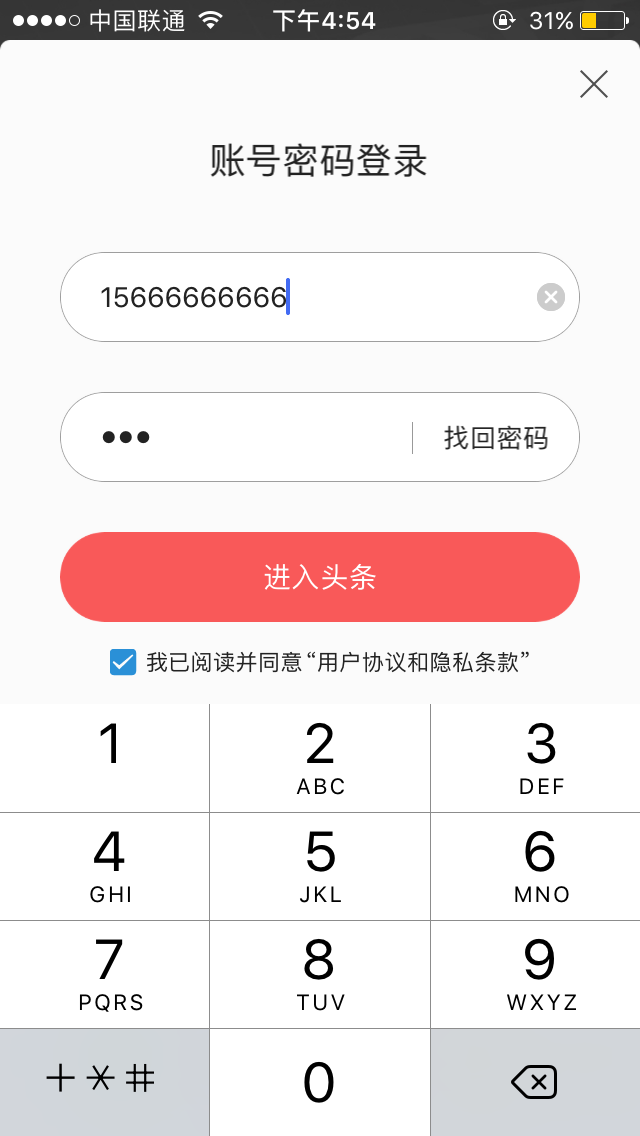 中国联通 下午4:54 31%
账号密码登录
15666666666
••• 找回密码
进入头条
我已阅读并同意“用户协议和隐私条款”
1 2 3
ABC DEF
4 5 6
GHI JKL MNO
7 8 9
PQRS TUV WXYZ
+*# 0